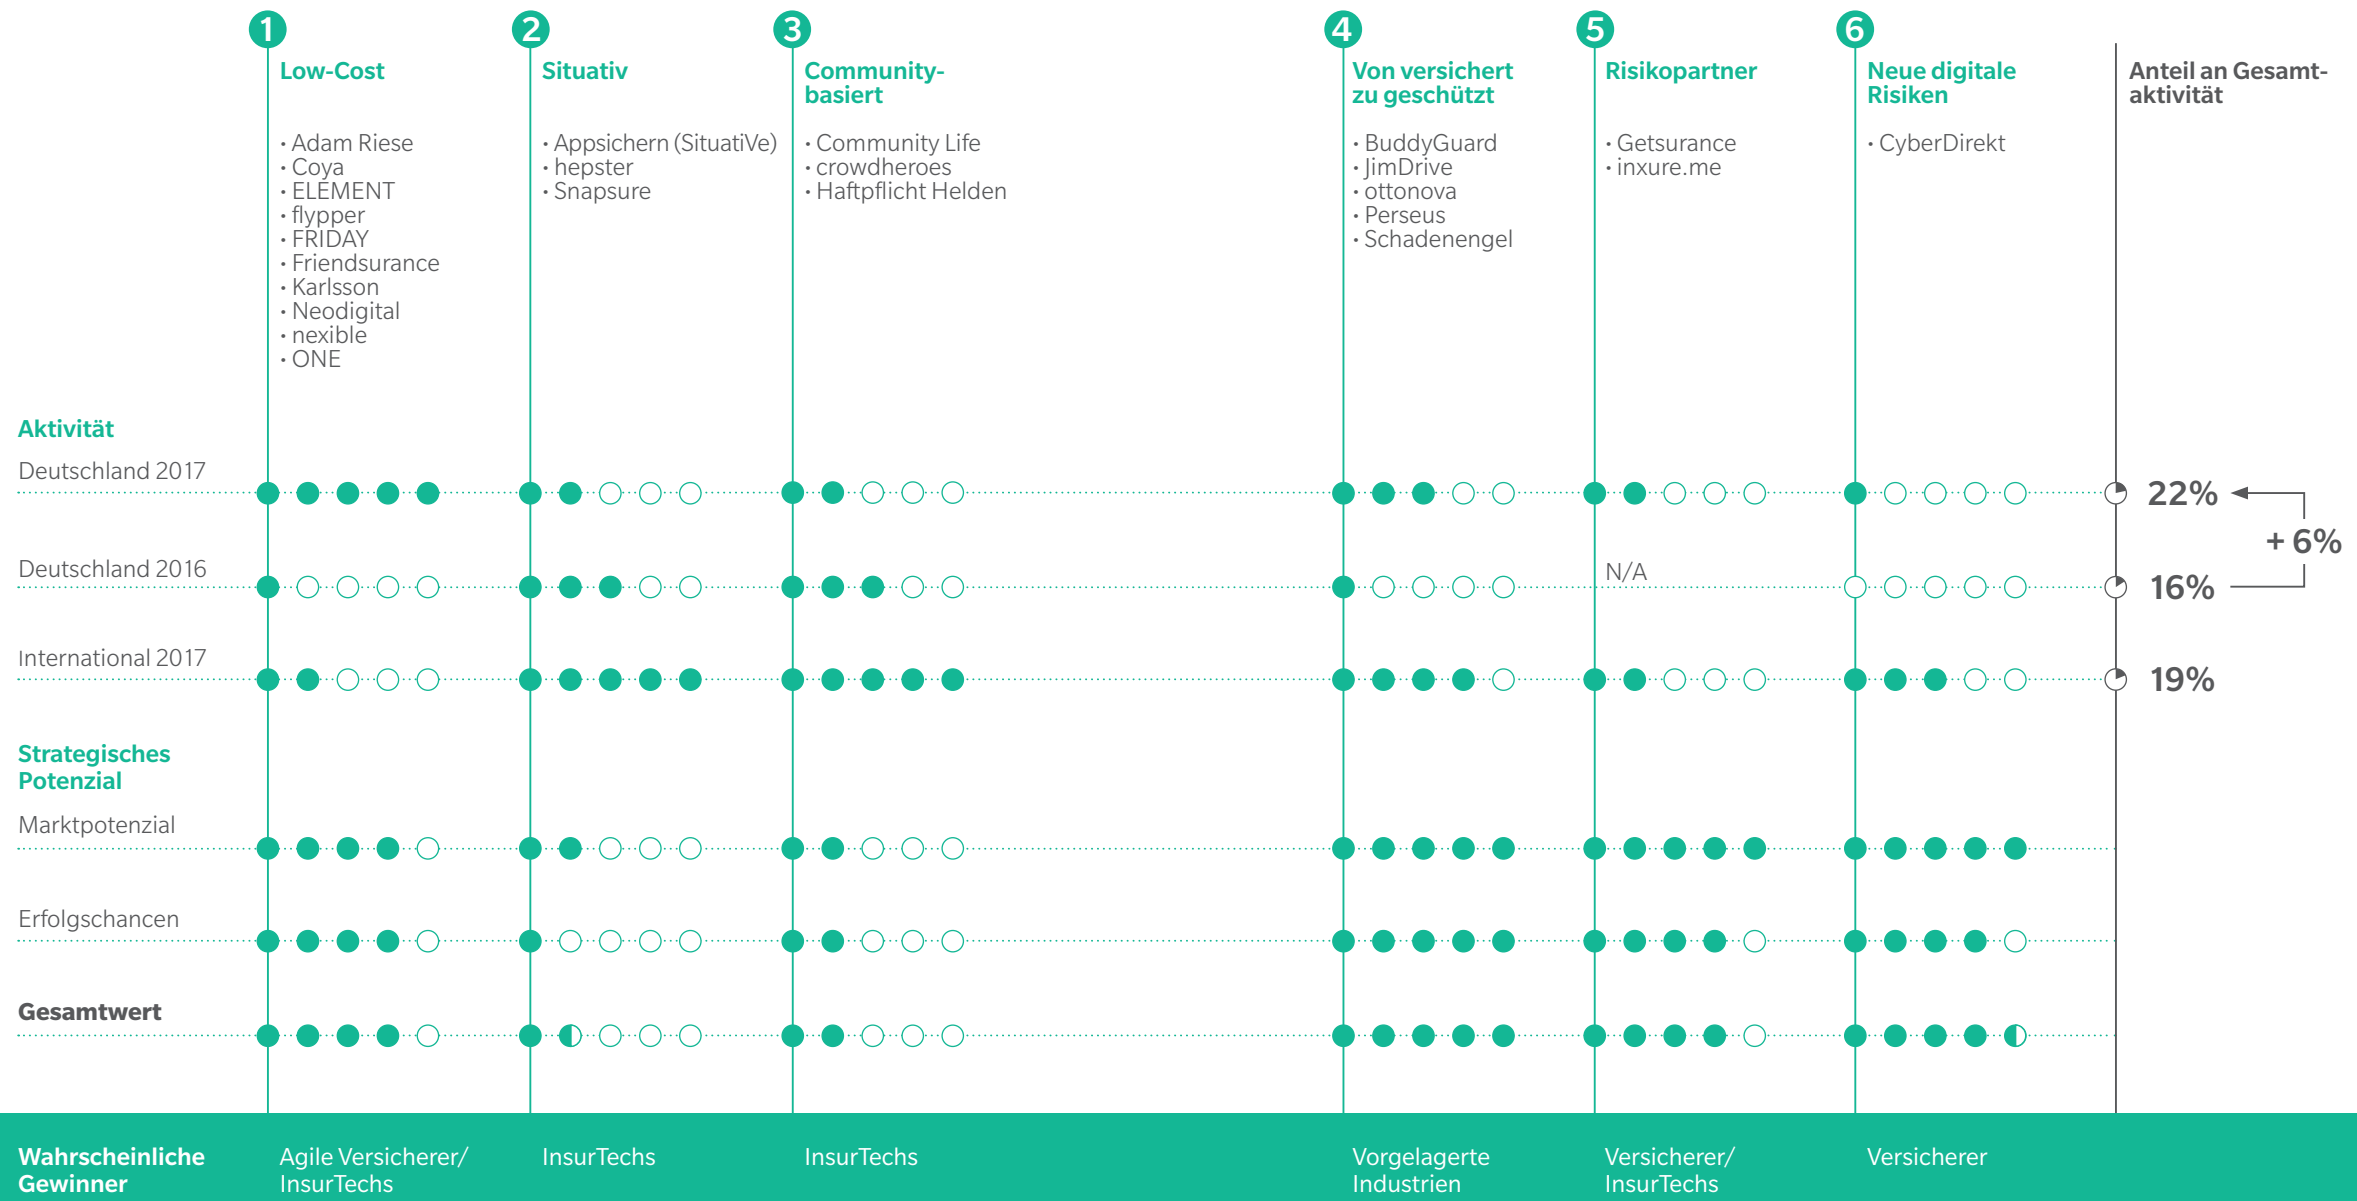 1
2
3
4
5
6
Low-Cost
Situativ
Community-
basiert
Von versichert
zu geschützt
Risikopartner
Neue digitale
Risiken
Anteil an Gesamt-
aktivität
· Adam Riese
· Coya
· ELEMENT
· flypper
· FRIDAY
· Friendsurance
· Karlsson
· Neodigital
· nexible
· ONE
· Appsichern (SituatiVe)
· hepster
· Snapsure
· Community Life
· crowdheroes
· Haftpflicht Helden
· BuddyGuard
· JimDrive
· ottonova
· Perseus
· Schadenengel
· Getsurance
· inxure.me
· CyberDirekt
Aktivität
Deutschland 2017
22%
+ 6%
Deutschland 2016
N/A
16%
International 2017
19%
Strategisches
Potenzial
Marktpotenzial
Erfolgschancen
Gesamtwert
Wahrscheinliche
Gewinner
Agile Versicherer/
InsurTechs
InsurTechs
InsurTechs
Vorgelagerte
Industrien
Versicherer/
InsurTechs
Versicherer